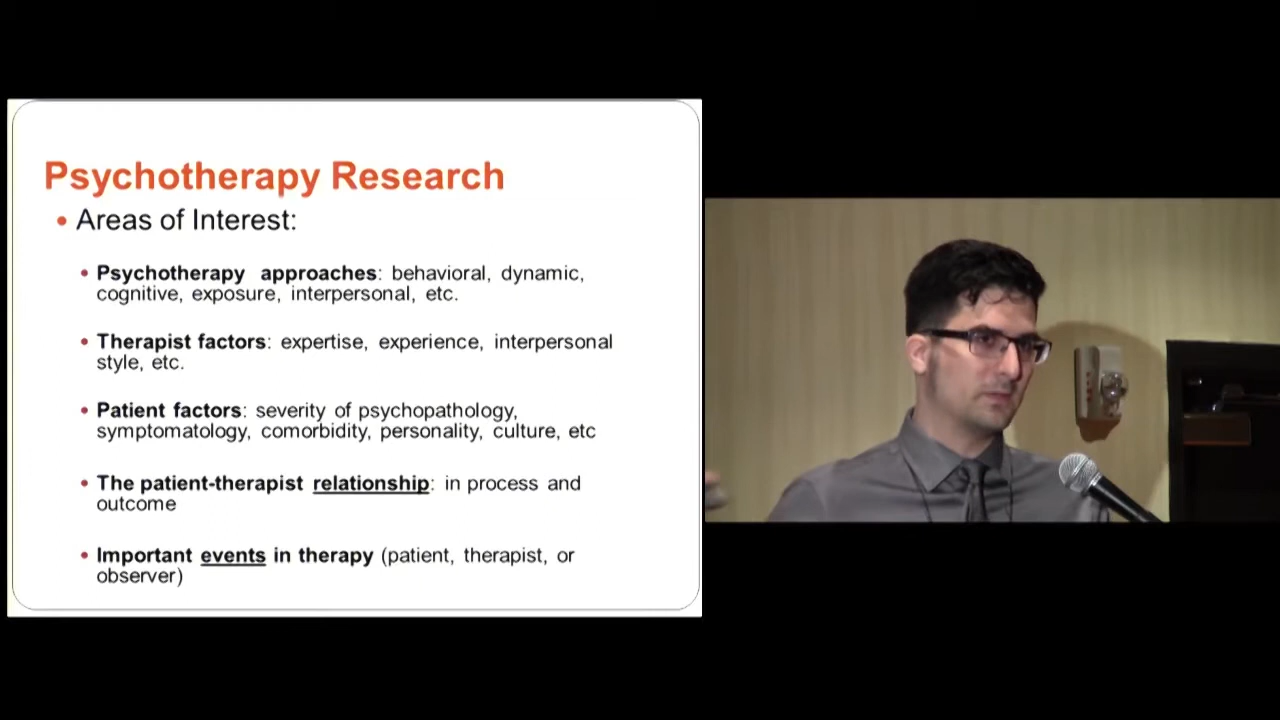 Psychotherapy Research
• Areas of Interest:
• Psychotherapy approaches: behavioral, dynamic,
cognitive, exposure, interpersonal, etc.
• Therapist factors: expertise, experience, interpersonal
style, etc.
• Patient factors: severity of psychopathology,
symptomatology, comorbidity, personality, culture, etc
• The patient-therapist relationship: in process and
outcome
• Important events in therapy (patient, therapist, or
observer)